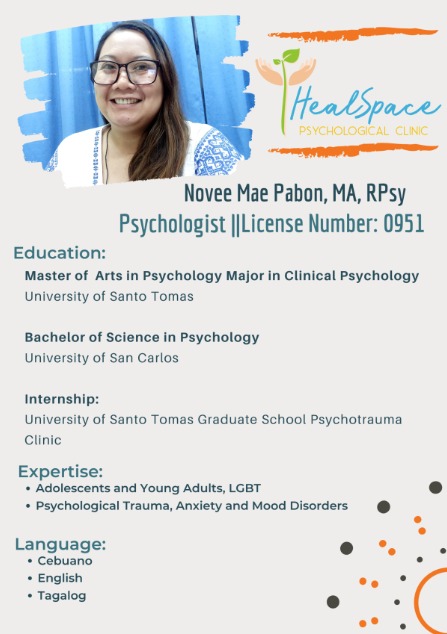 HealSpace
PSYCHOLOGICAL CLINIC
Novee Mae Pabon, MA, RPsy
Psychologist ||License Number: 0951
Education:
Master of Arts in Psychology Major in Clinical Psychology
University of Santo Tomas
Bachelor of Science in Psychology
University of San Carlos
Internship:
University of Santo Tomas Graduate School Psychotrauma
Clinic
Expertise:
• Adolescents and Young Adults, LGBT
• Psychological Trauma, Anxiety and Mood Disorders
Language:
• Cebuano
• English
• Tagalog